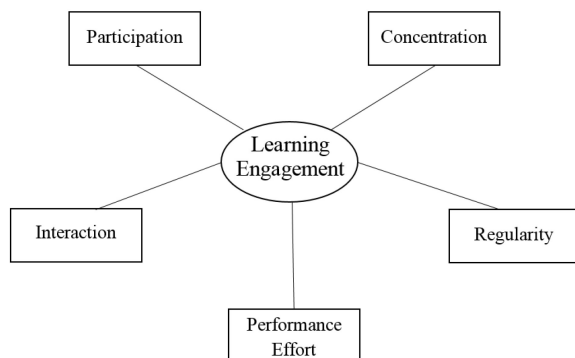 Participation
Concentration
Learning
Engagement
Interaction
Regularity
Performance
Effort